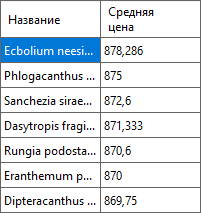 Название
Средняя
цена
Ecbolium neesi... 878,286
Phlogacanthus ... 875
Sanchezia sirae... 872,6
Dasytropis fragi... 871,333
Rungia podosta... 870,6
Eranthemum p... 870
Dipteracanthus ... 869,75